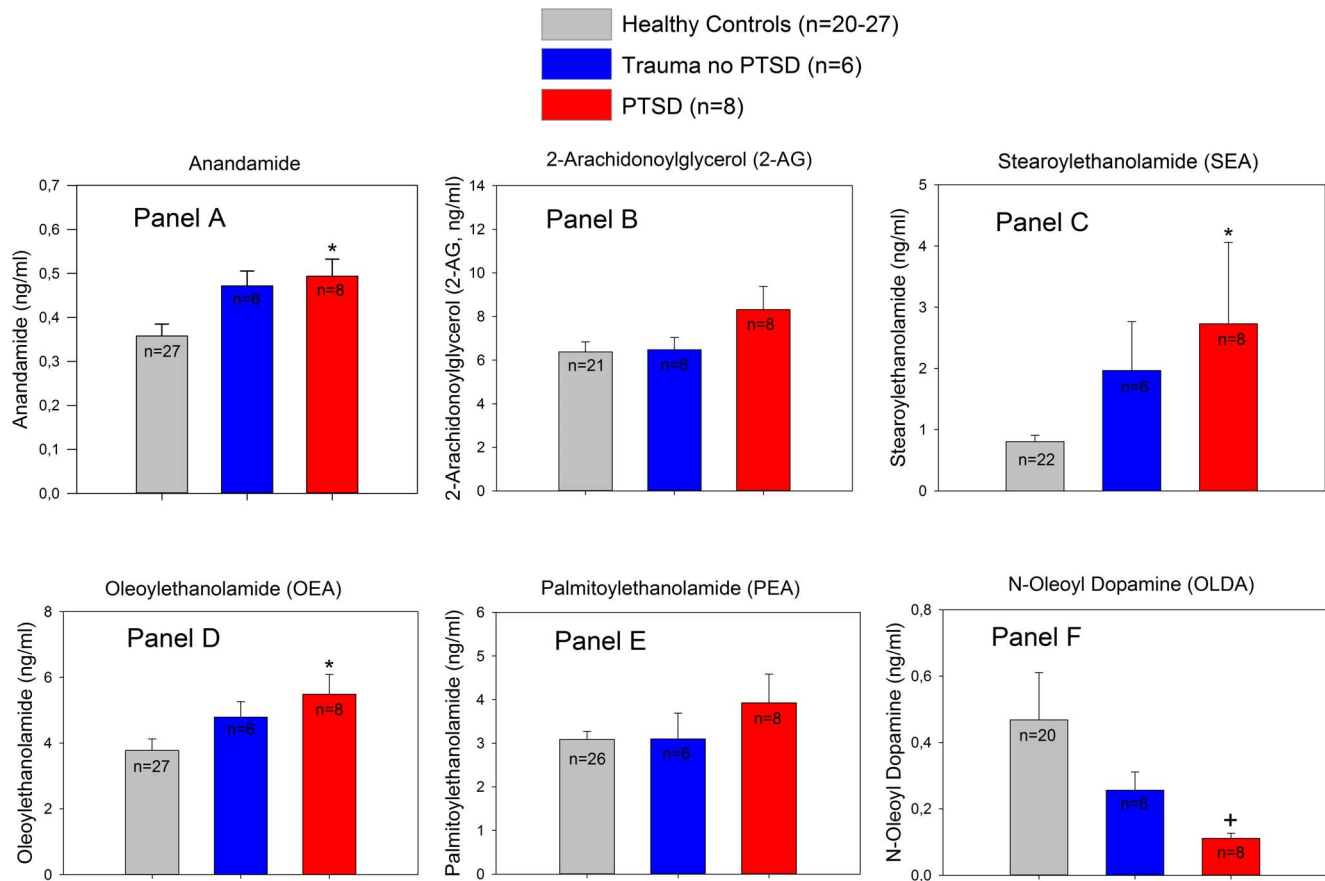 Healthy Controls (n=20-27)
Trauma no PTSD (n=6)
PTSD (n=8)
Anandamide
Panel A
Anandamide (ng/ml)
0,7
0,6
0,5
0,4
0,3
0,2
0,1
0,0
n=27
n=6
*
n=8
2-Arachidonoylglycerol (2-AG)
Panel B
2-Arachidonoylglycerol (2-AG, ng/ml)
14
12
10
8
6
4
2
0
n=21
n=6
n=8
Stearoylethanolamide (SEA)
Panel C
Stearoylethanolamide (ng/ml)
5
4
3
2
1
0
n=22
n=6
*
n=8
Oleoylethanolamide (OEA)
Panel D
Oleoylethanolamide (ng/ml)
8
6
4
2
0
n=27
n=6
*
n=8
Palmitoylethanolamide (PEA)
Panel E
Palmitoylethanolamide (ng/ml)
6
5
4
3
2
1
0
n=26
n=6
n=8
N-Oleoyl Dopamine (OLDA)
Panel F
N-Oleoyl Dopamine (ng/ml)
0,8
0,6
0,4
0,2
0,0
n=20
n=6
+
n=8